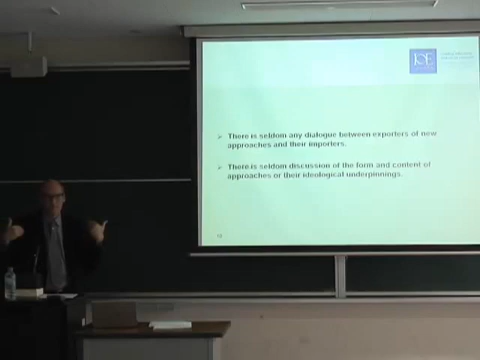 IOE
There is seldom any dialogue between exporters of new
approaches and their importers.
There is seldom discussion of the form and content of
approaches or their ideological underpinnings.